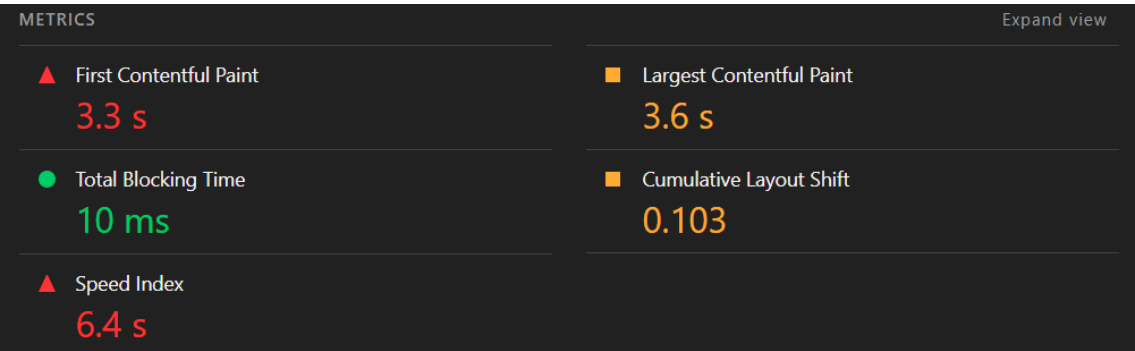 METRICS
Expand view
First Contentful Paint
3.3 s
Largest Contentful Paint
3.6 s
Total Blocking Time
10 ms
Cumulative Layout Shift
0.103
Speed Index
6.4 s